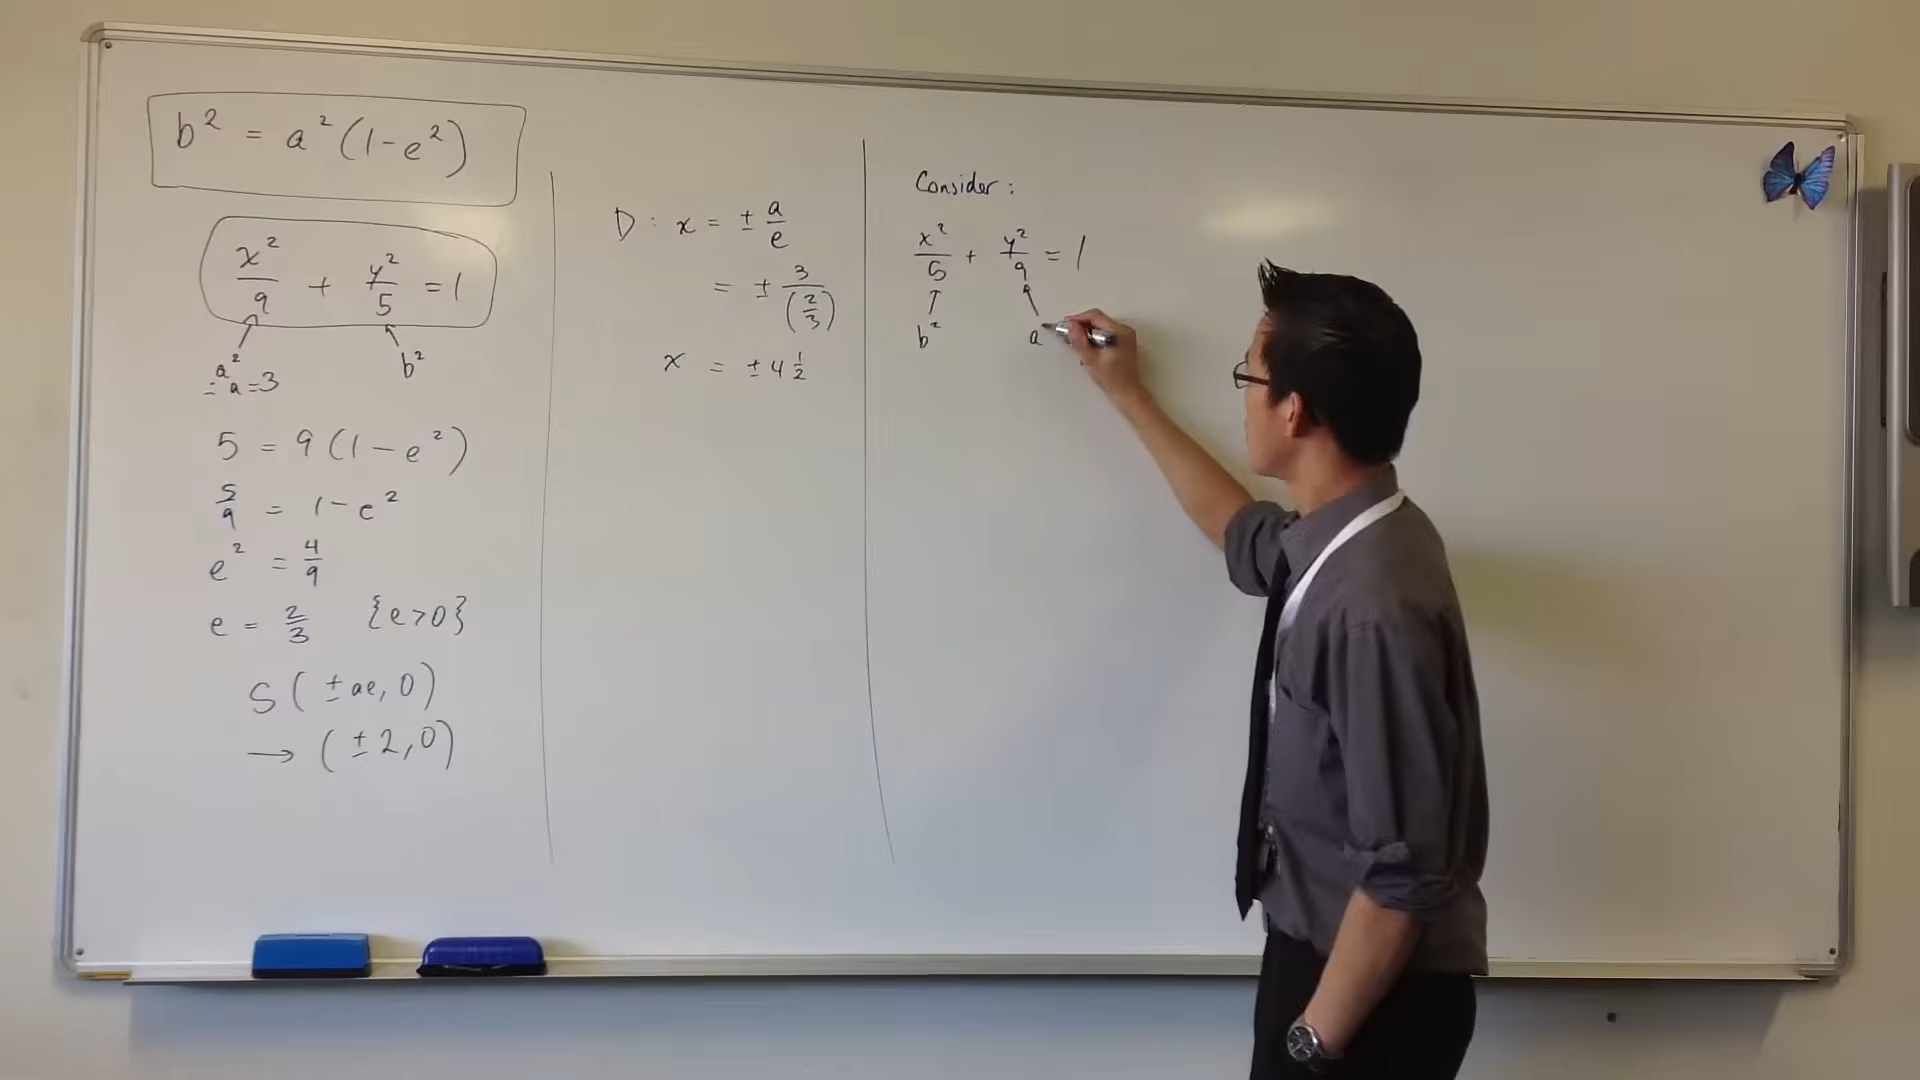 b² = a²(1-e²)
x²/9 + y²/5 = 1
a² b²
∴ a=3
5 = 9(1-e²)
5/9 = 1-e²
e² = 4/9
e = 2/3 {e>0}
S(±ae, 0)
→ (±2, 0)
D: x = ± a/e
= ± 3/(2/3)
x = ±4 1/2
Consider:
x²/5 + y²/9 = 1
b² a